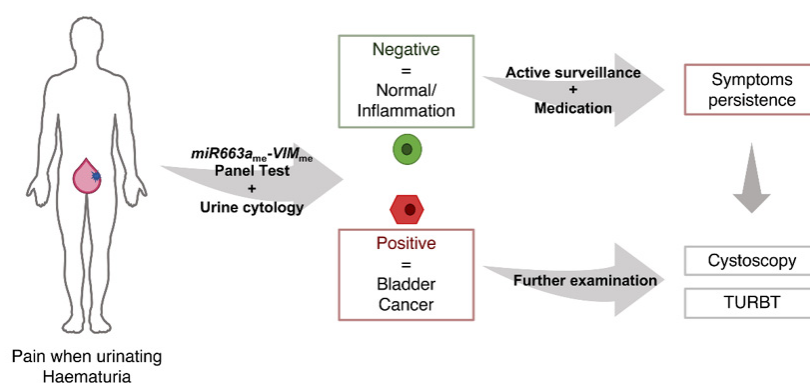 Pain when urinating
Haematuria
miR663ame-VIMme
Panel Test
+
Urine cytology
Negative
=
Normal/
Inflammation
Positive
=
Bladder
Cancer
Active surveillance
+
Medication
Further examination
Symptoms
persistence
Cystoscopy
TURBT